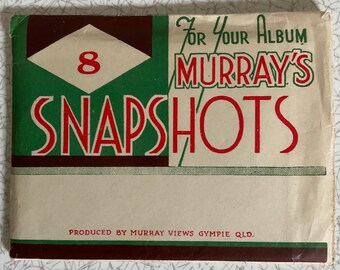 8
For Your Album
MURRAY'S
SNAPSHOTS
PRODUCED BY MURRAY VIEWS GYMPIE QLD.